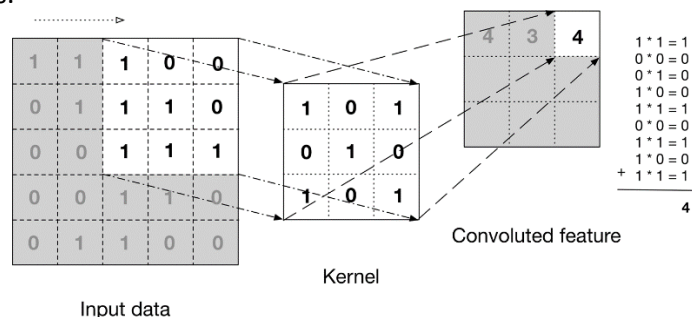 1 1 1 0 0
0 1 1 1 0
0 0 1 1 1
0 0 1 1 0
0 1 1 0 0
Input data
1 0 1
0 1 0
1 0 1
Kernel
4 3 4
Convoluted feature
1 * 1 = 1
0 * 0 = 0
0 * 1 = 0
1 * 0 = 0
1 * 1 = 1
0 * 0 = 0
1 * 1 = 1
1 * 0 = 0
+ 1 * 1 = 1
4